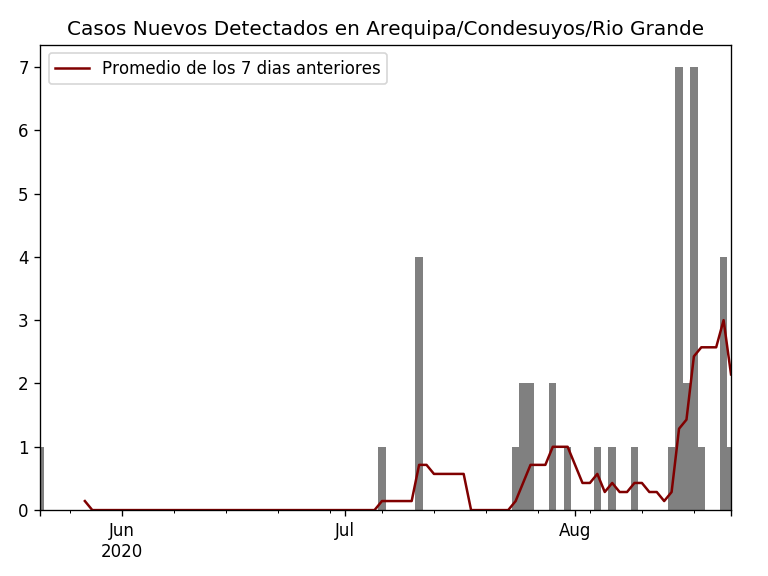 Casos Nuevos Detectados en Arequipa/Condesuyos/Rio Grande
Promedio de los 7 dias anteriores
7
6
5
4
3
2
1
0
Jun
2020
Jul
Aug